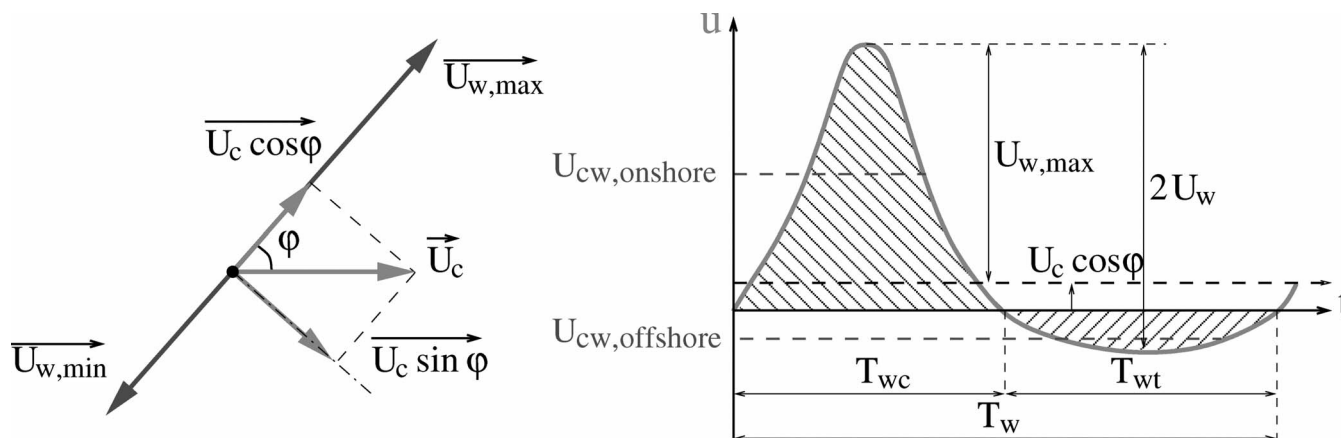 U_w,max
U_c cosφ
φ
U_c
U_c sin φ
U_w,min
u
U_cw,onshore
U_w,max
2 U_w
U_c cosφ
U_cw,offshore
T_wc
T_wt
T_w